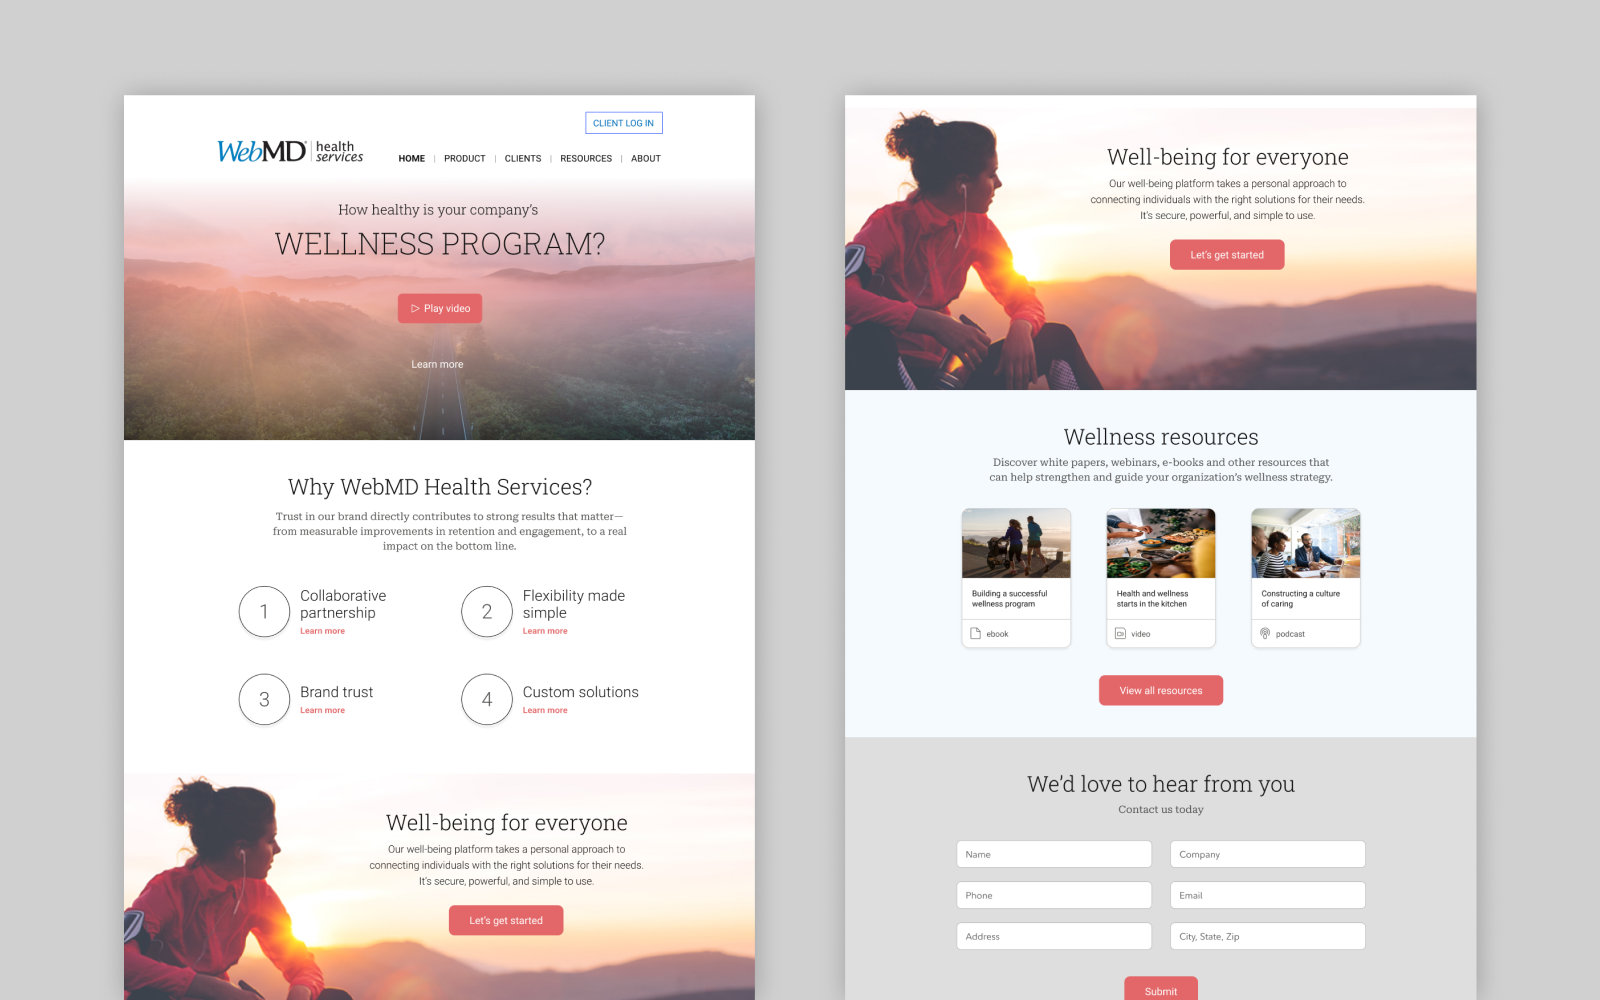 CLIENT LOG IN
WebMD health services
HOME | PRODUCT | CLIENTS | RESOURCES | ABOUT
How healthy is your company's
WELLNESS PROGRAM?
Play video
Learn more
Why WebMD Health Services?
Trust in our brand directly contributes to strong results that matter—
from measurable improvements in retention and engagement, to a real
impact on the bottom line.
1
Collaborative
partnership
Learn more
2
Flexibility made
simple
Learn more
3
Brand trust
Learn more
4
Custom solutions
Learn more
Well-being for everyone
Our well-being platform takes a personal approach to
connecting individuals with the right solutions for their needs.
It's secure, powerful, and simple to use.
Let's get started
Well-being for everyone
Our well-being platform takes a personal approach to
connecting individuals with the right solutions for their needs.
It's secure, powerful, and simple to use.
Let's get started
Wellness resources
Discover white papers, webinars, e-books and other resources that
can help strengthen and guide your organization's wellness strategy.
Building a successful
wellness program
ebook
Health and wellness
starts in the kitchen
video
Constructing a culture
of caring
podcast
View all resources
We'd love to hear from you
Contact us today
Name
Company
Phone
Email
Address
City, State, Zip
Submit